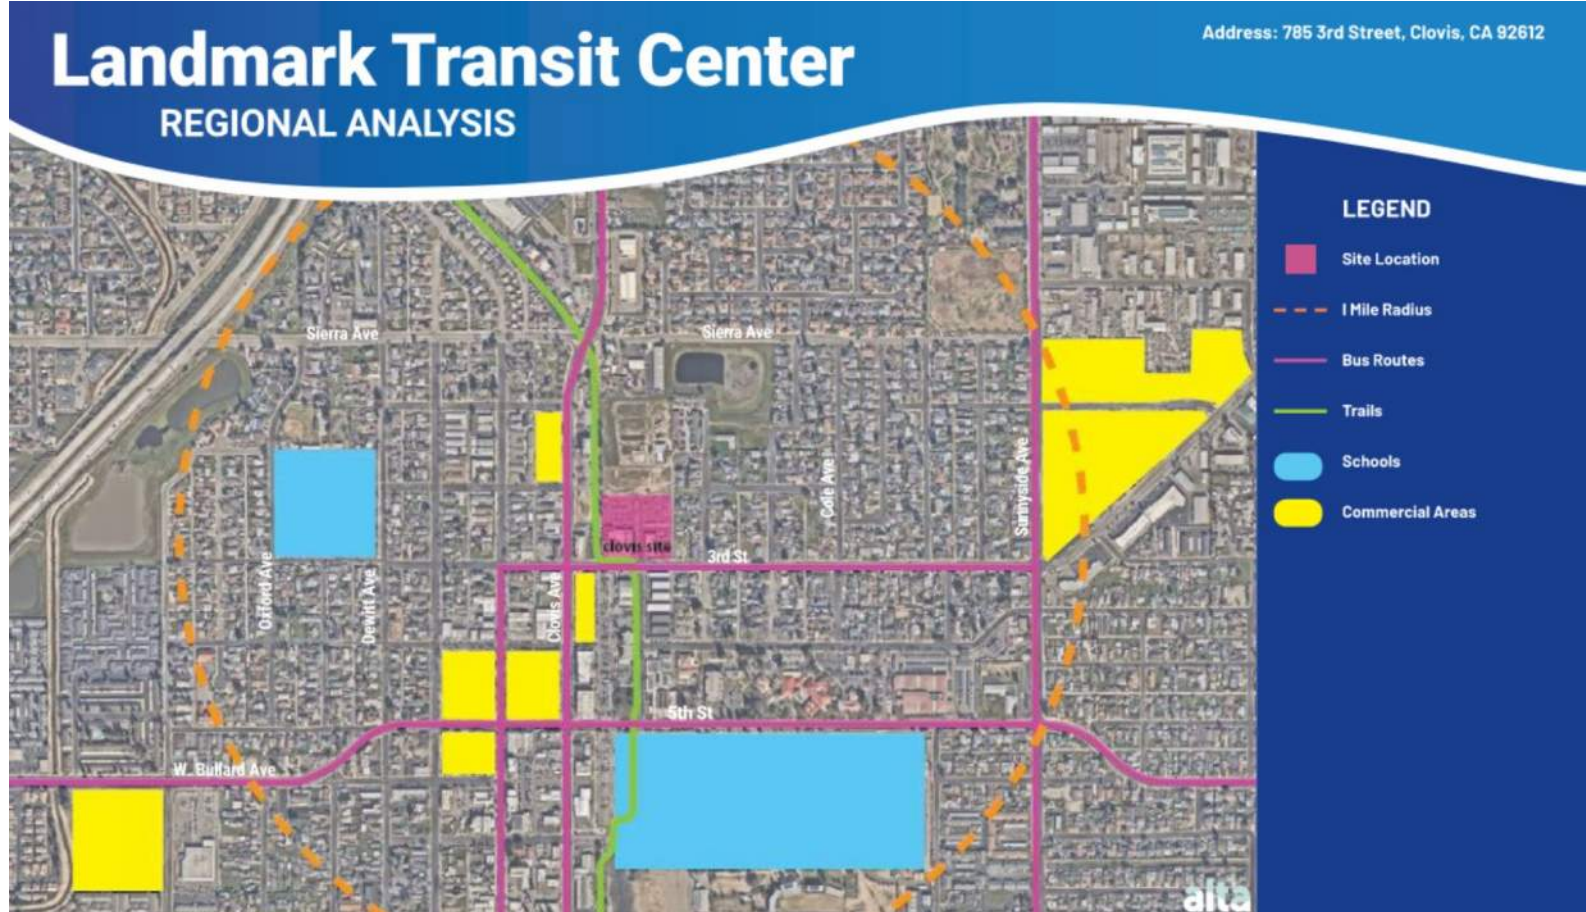 Landmark Transit Center
REGIONAL ANALYSIS
Address: 785 3rd Street, Clovis, CA 92612
Sierra Ave
Sierra Ave
Oxford Ave
Dewitt Ave
Clovis Ave
Cole Ave
Sunnyside Ave
clovis site
3rd St
5th St
W. Bullard Ave
LEGEND
Site Location
1 Mile Radius
Bus Routes
Trails
Schools
Commercial Areas
alta